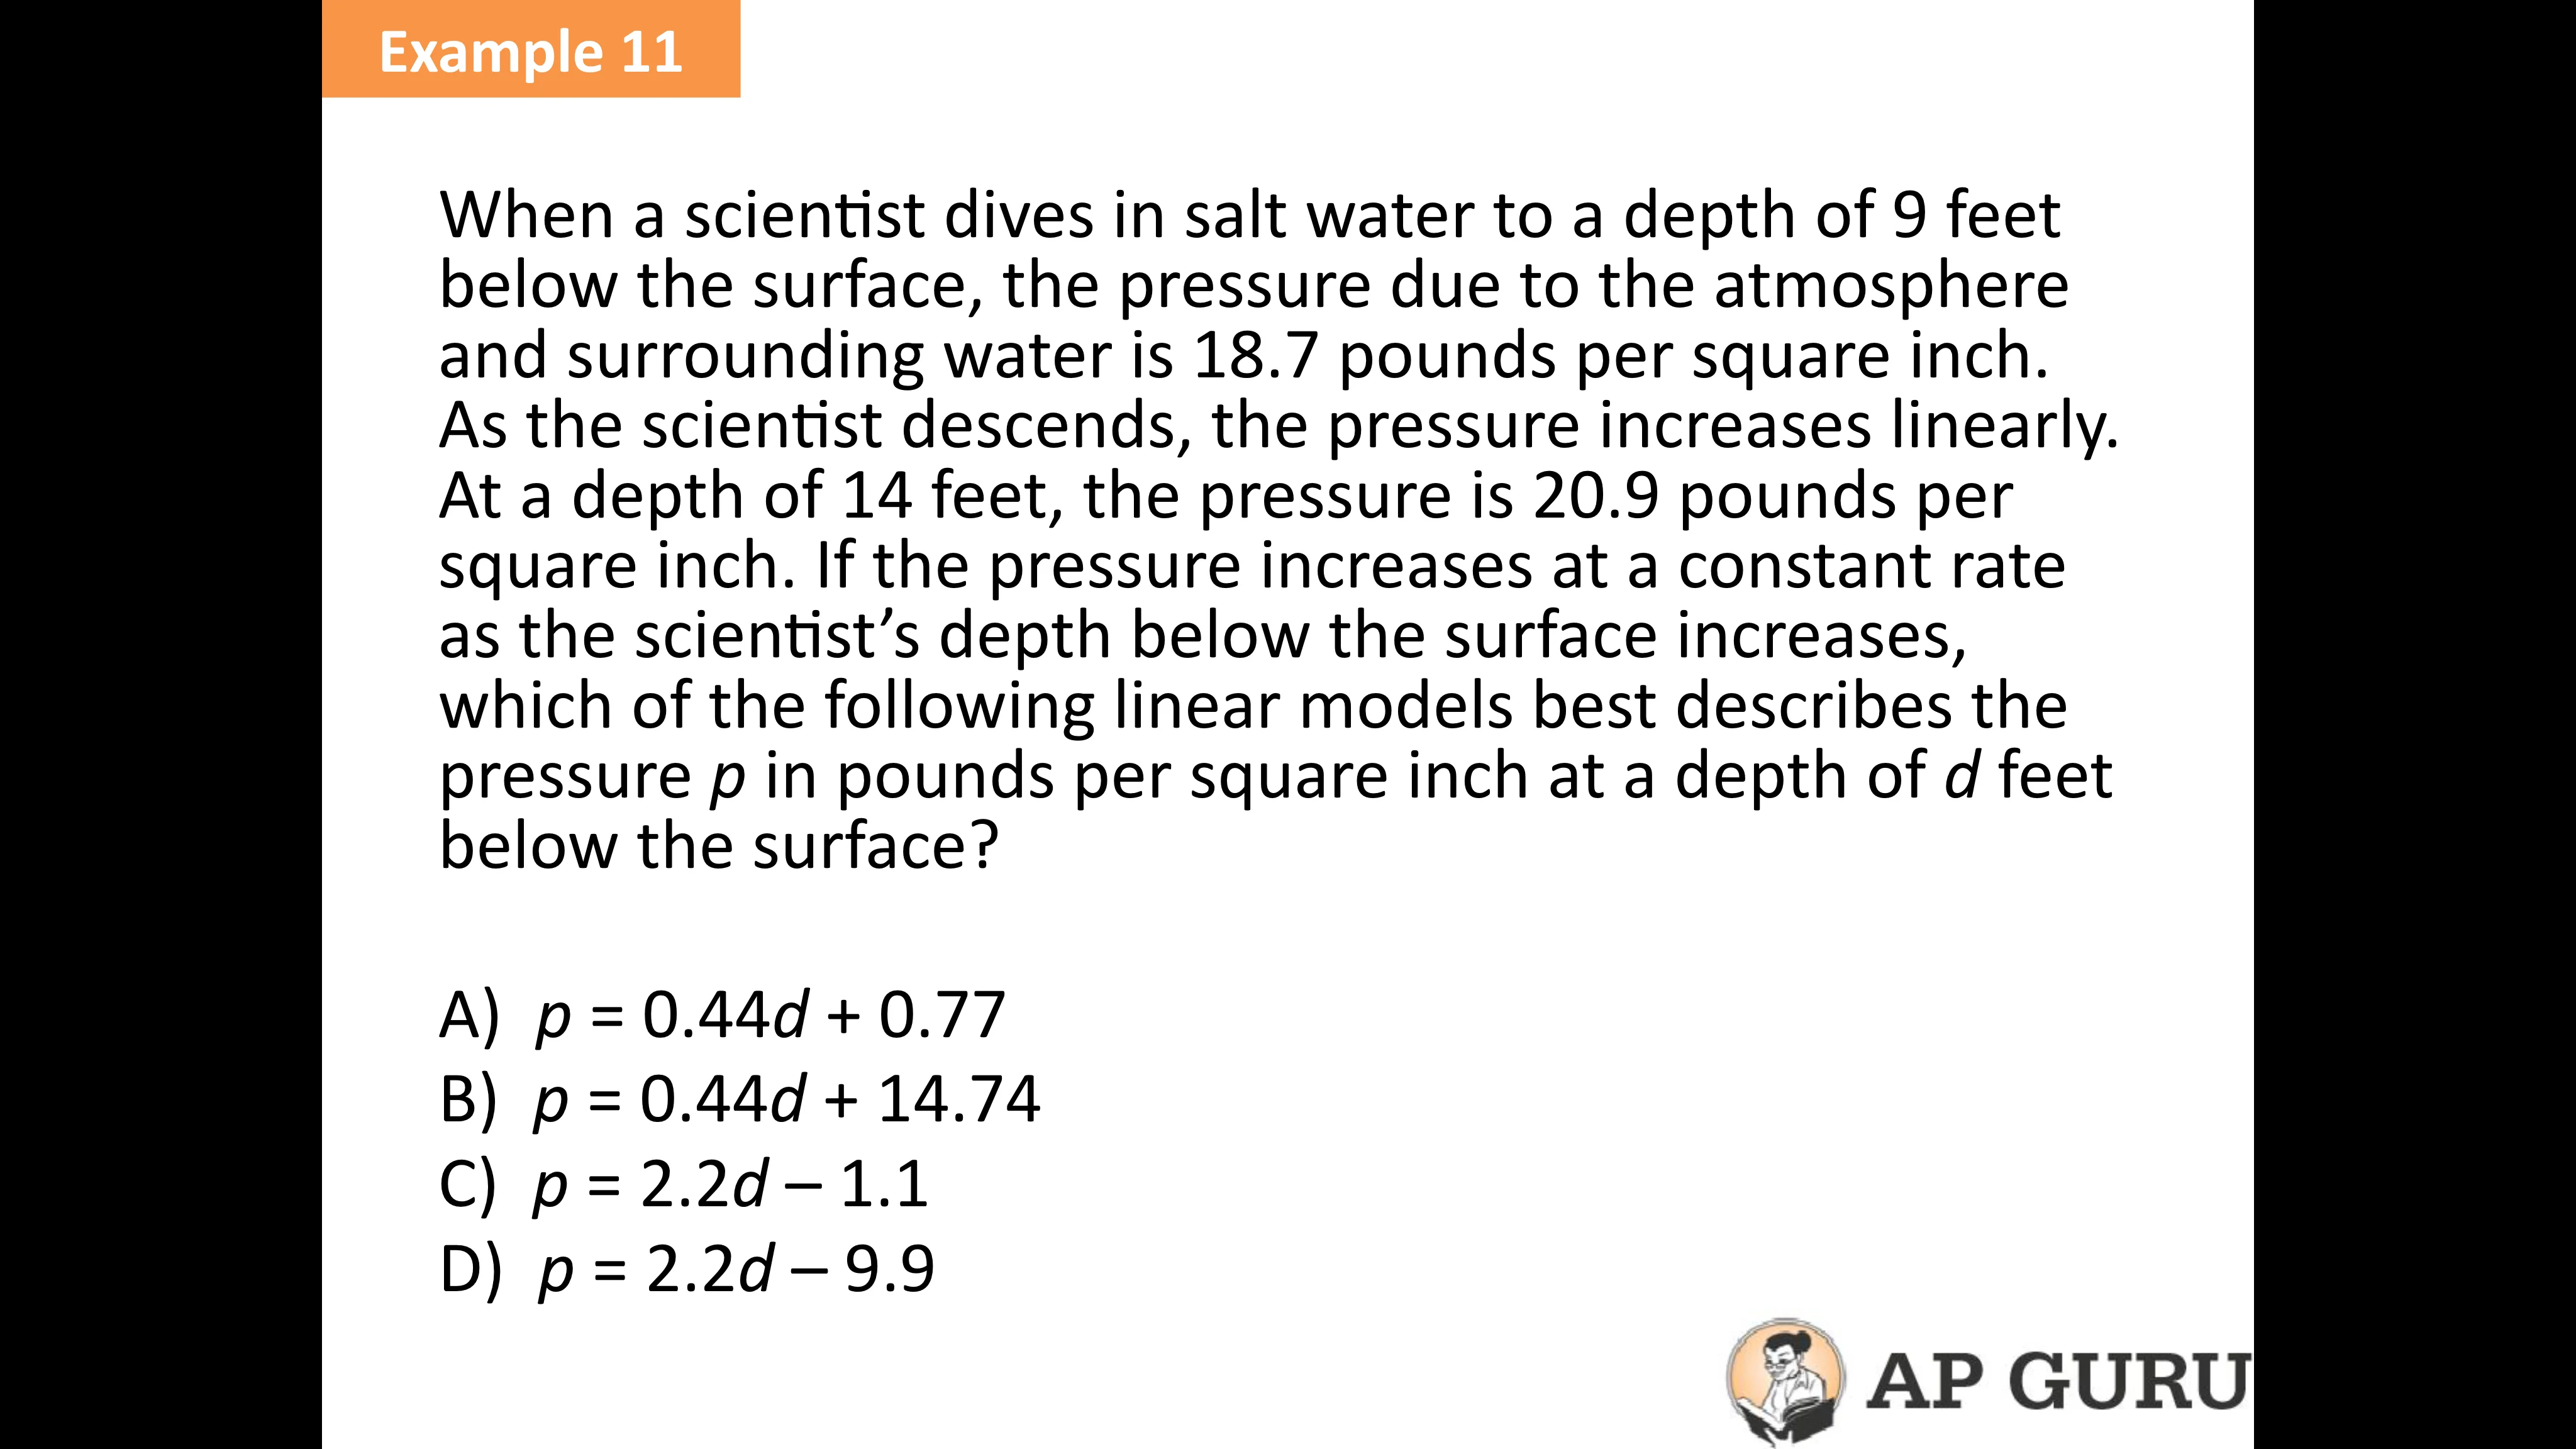 Example 11
When a scientist dives in salt water to a depth of 9 feet
below the surface, the pressure due to the atmosphere
and surrounding water is 18.7 pounds per square inch.
As the scientist descends, the pressure increases linearly.
At a depth of 14 feet, the pressure is 20.9 pounds per
square inch. If the pressure increases at a constant rate
as the scientist’s depth below the surface increases,
which of the following linear models best describes the
pressure p in pounds per square inch at a depth of d feet
below the surface?
A) p = 0.44d + 0.77
B) p = 0.44d + 14.74
C) p = 2.2d – 1.1
D) p = 2.2d – 9.9
AP GURU